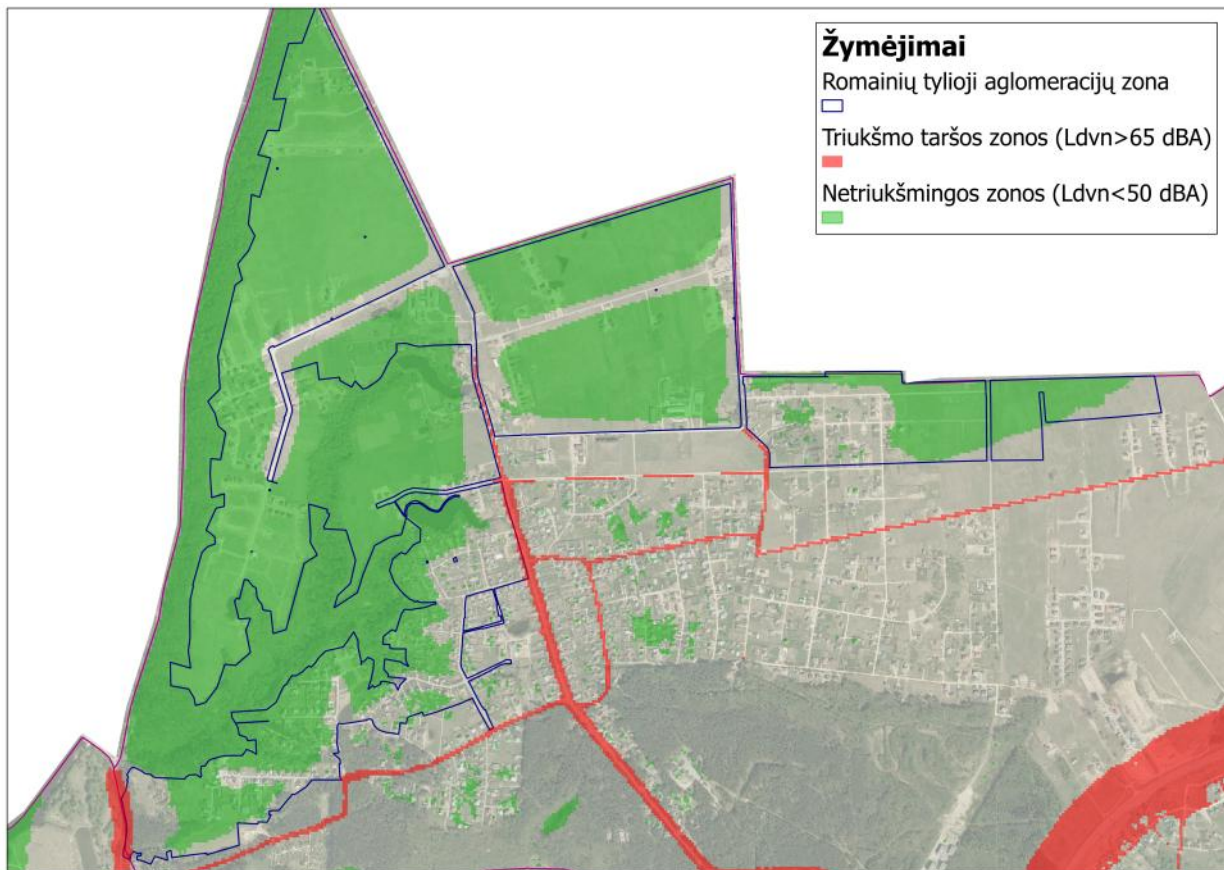 Žymėjimai
Romainių tylioji aglomeracijų zona
Triukšmo taršos zonos (Ldvn>65 dBA)
Netriukšmingos zonos (Ldvn<50 dBA)